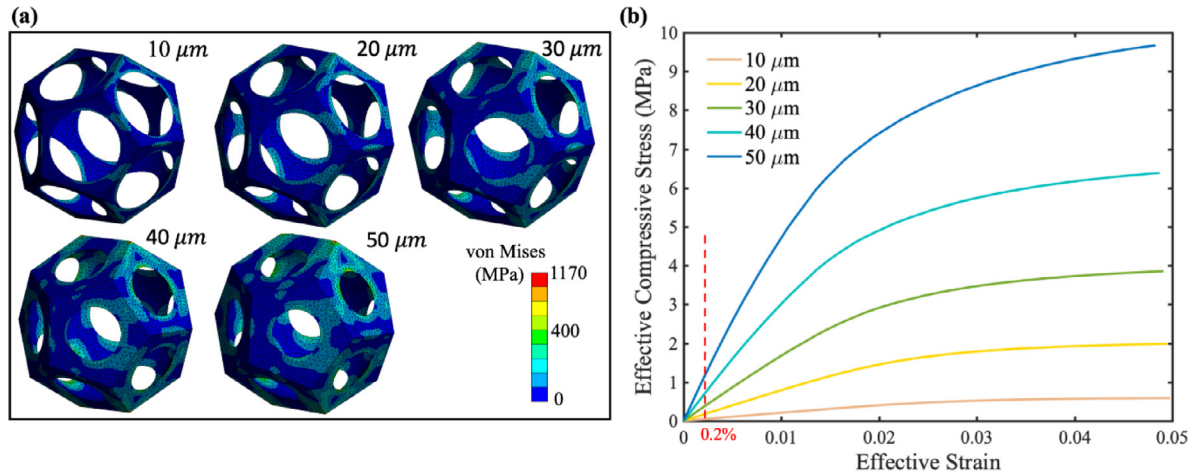 (a)
10 μm
20 μm
30 μm
40 μm
50 μm
von Mises
(MPa)
1170
400
0
(b)
Effective Compressive Stress (MPa)
10
9
8
7
6
5
4
3
2
1
0
10 μm
20 μm
30 μm
40 μm
50 μm
0.2%
0
0.01
0.02
0.03
0.04
0.05
Effective Strain